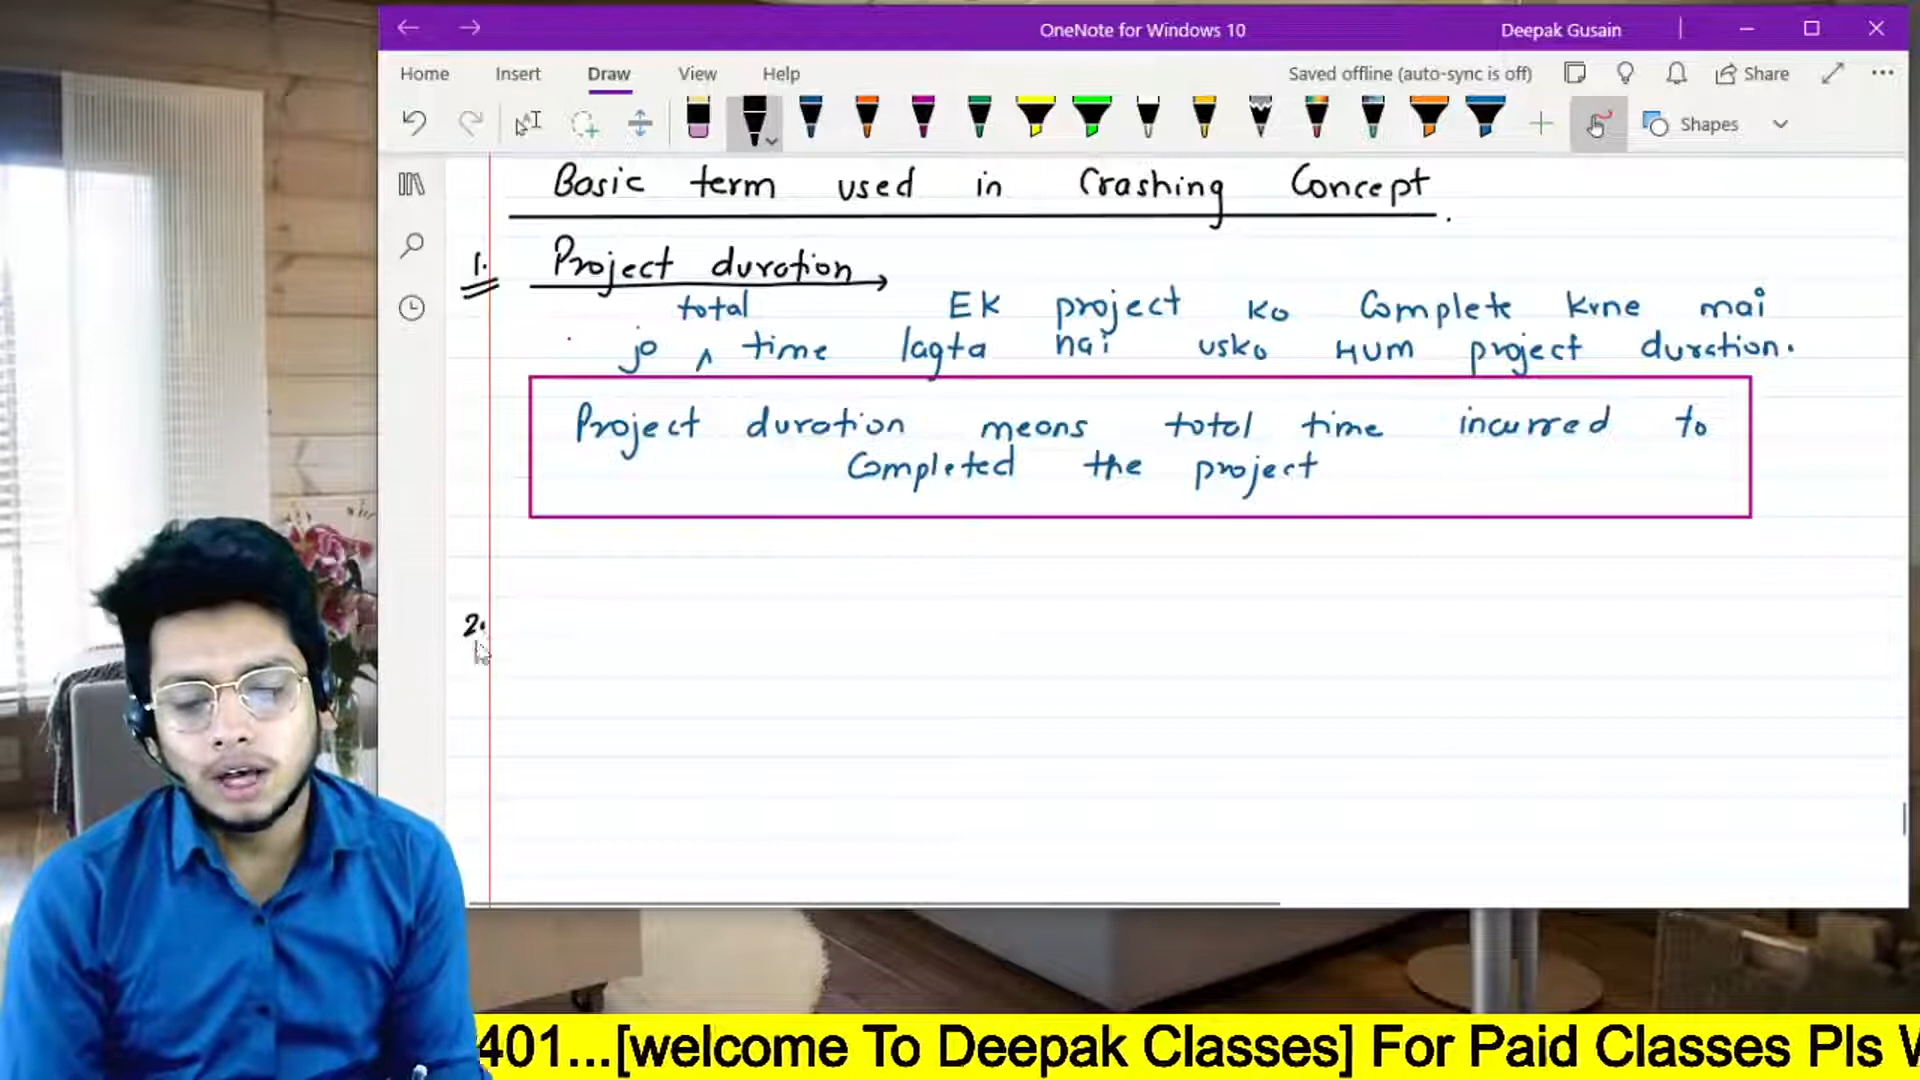 OneNote for Windows 10
Deepak Gusain
Home Insert Draw View Help
Saved offline (auto-sync is off)
Share
Shapes
Basic term used in Crashing Concept.
1. Project duration
total Ek project ko Complete krne mai
jo ^ time lagta hai usko HUM project duration.
Project duration means total time incurred to
Completed the project
2.
401...[welcome To Deepak Classes] For Paid Classes Pls